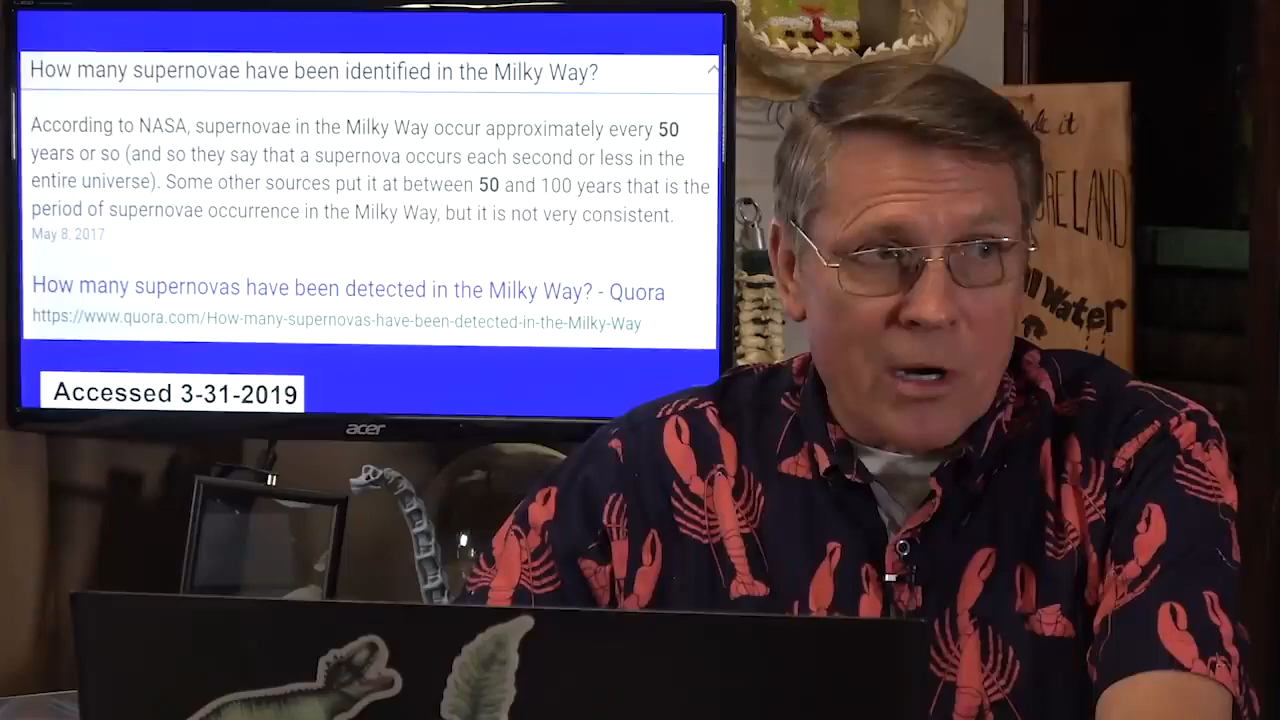 How many supernovae have been identified in the Milky Way?
According to NASA, supernovae in the Milky Way occur approximately every 50
years or so (and so they say that a supernova occurs each second or less in the
entire universe). Some other sources put it at between 50 and 100 years that is the
period of supernovae occurrence in the Milky Way, but it is not very consistent.
May 8, 2017
How many supernovas have been detected in the Milky Way? - Quora
https://www.quora.com/How-many-supernovas-have-been-detected-in-the-Milky-Way
Accessed 3-31-2019
acer
it
LAND
Water